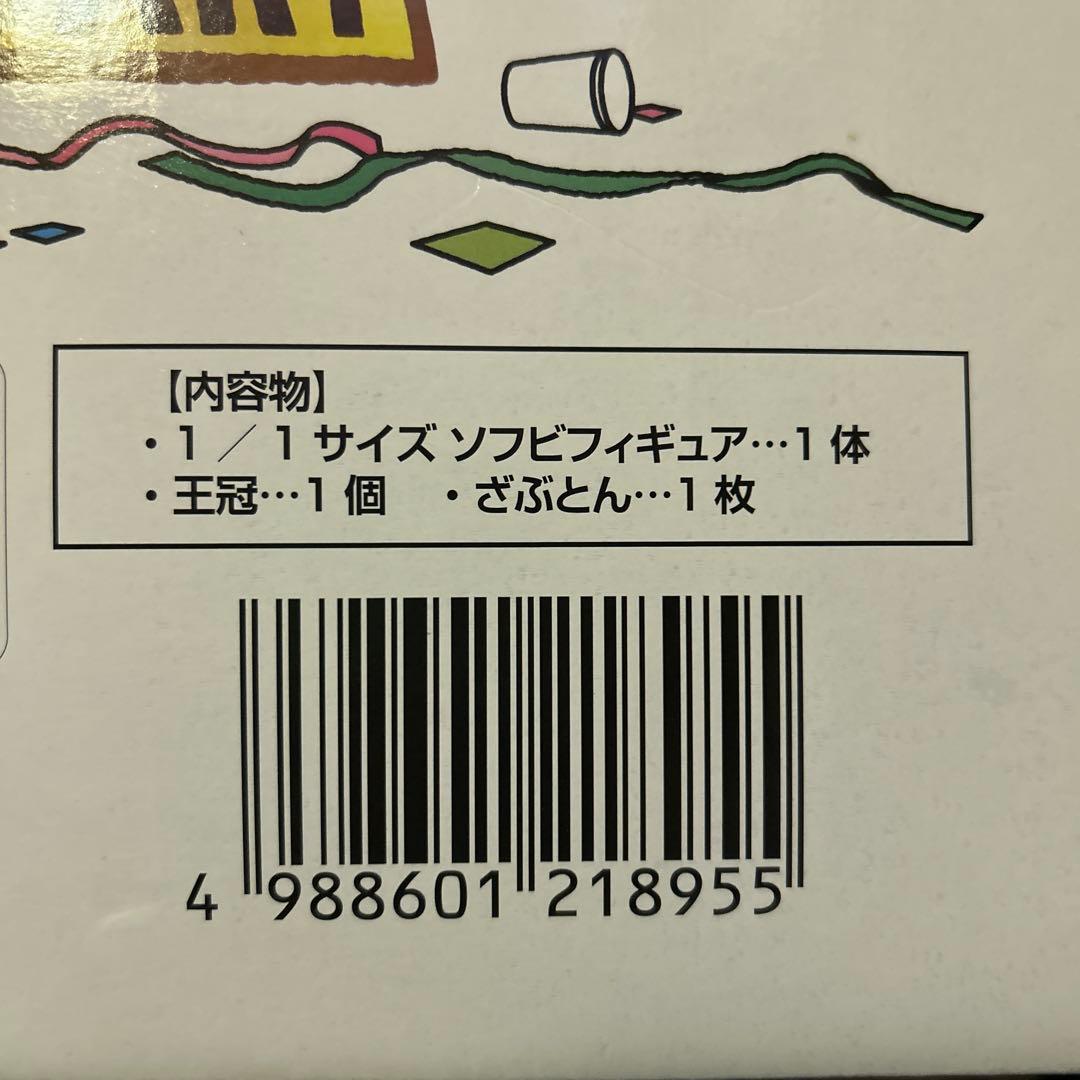 【内容物】
・1／1サイズ ソフビフィギュア…1体
・王冠…1個 ・ざぶとん…1枚
4 988601 218955